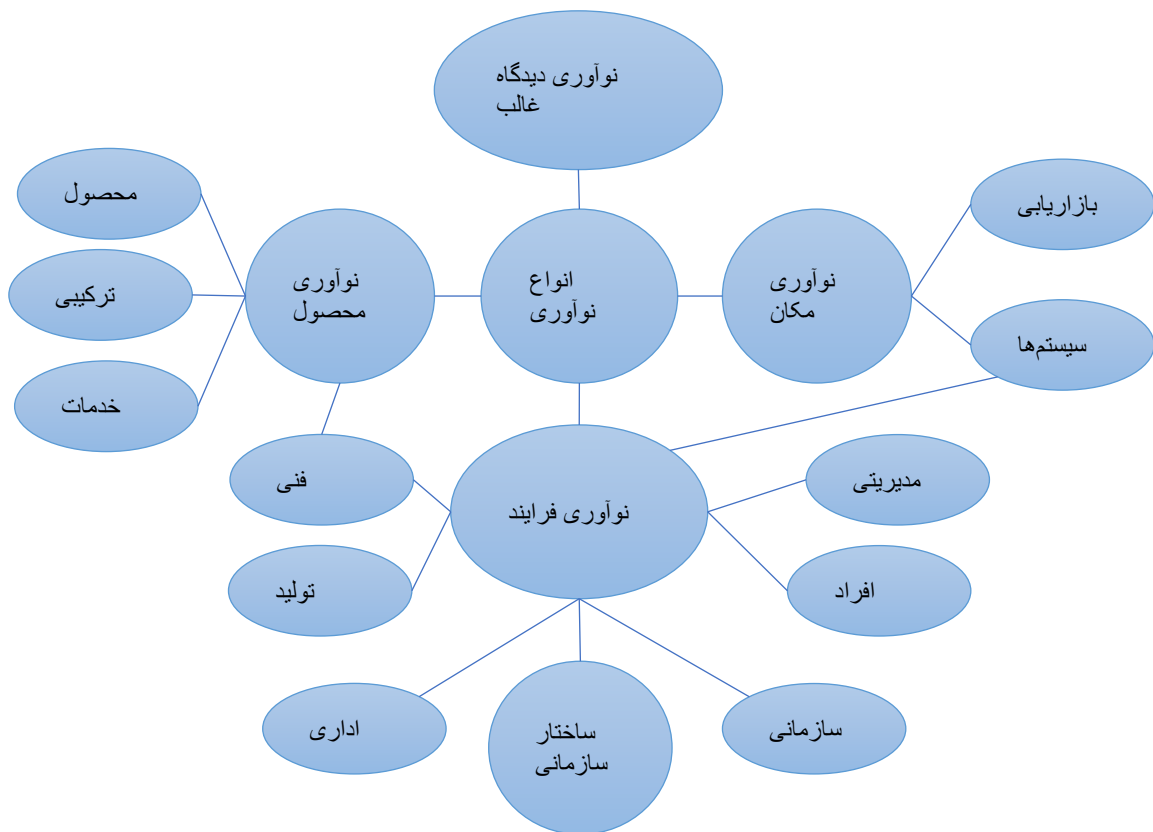 نوآوری دیدگاه
غالب
محصول
بازاریابی
نوآوری
محصول
انواع
نوآوری
نوآوری
مکان
ترکیبی
سیستم‌ها
خدمات
فنی
مدیریتی
نوآوری فرایند
تولید
افراد
اداری
ساختار
سازمانی
سازمانی